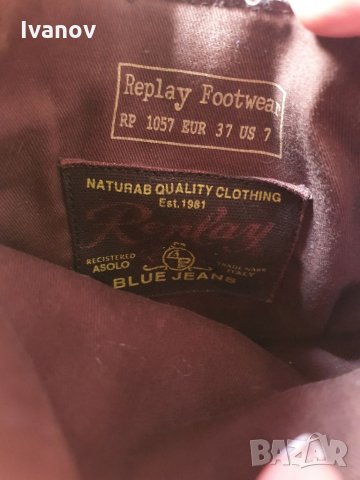 Ivanov
Replay Footwear
RP 1057 EUR 37 US 7
NATURAB QUALITY CLOTHING
Est. 1981
Replay
REGISTERED TRADE MARK
ASOLO ITALY
BLUE JEANS
BAZAR